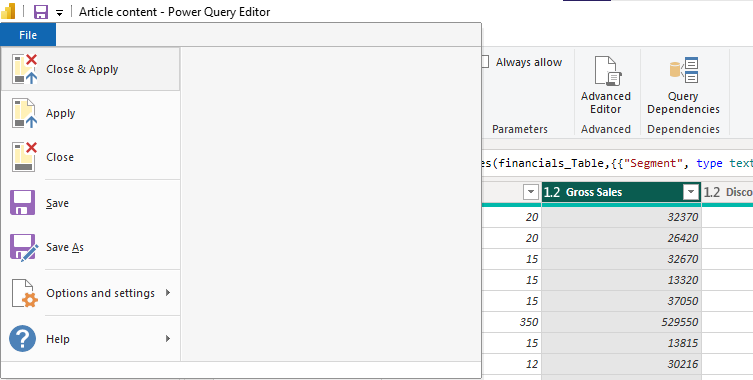 Article content - Power Query Editor
File
Close & Apply
Apply
Close
Save
Save As
Options and settings
Help
Always allow
Advanced Editor
Query Dependencies
Parameters
Advanced
Dependencies
es(financials_Table,{{"Segment", type text
1.2 Gross Sales
1.2 Disco
20 32370
20 26420
15 32670
15 13320
15 37050
350 529550
15 13815
12 30216